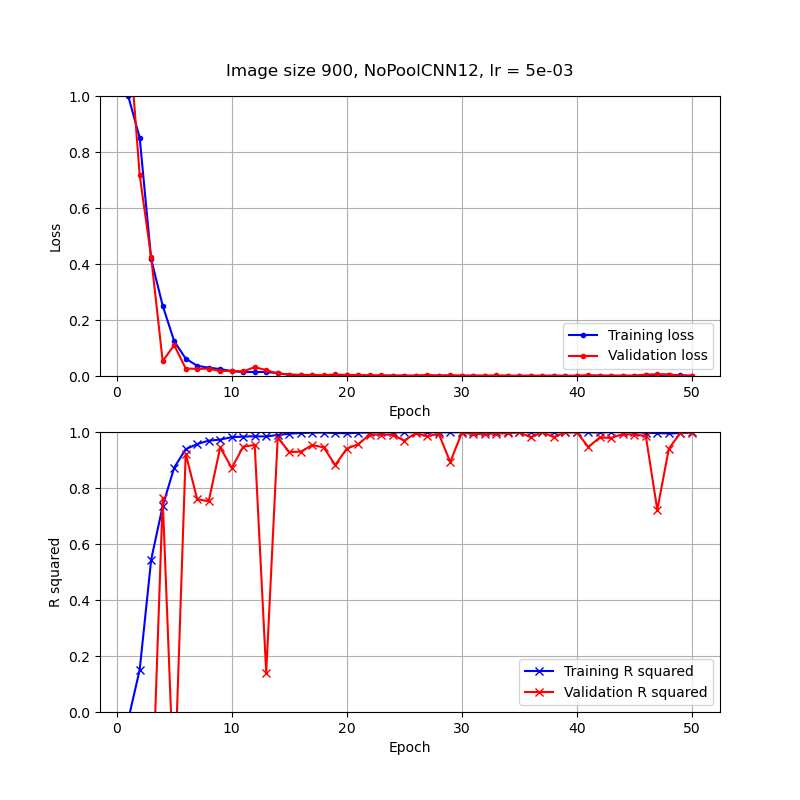 Image size 900, NoPoolCNN12, lr = 5e-03
1.0
0.8
0.6
0.4
0.2
0.0
Loss
Training loss
Validation loss
0 10 20 30 40 50
Epoch
1.0
0.8
0.6
0.4
0.2
0.0
R squared
Training R squared
Validation R squared
0 10 20 30 40 50
Epoch